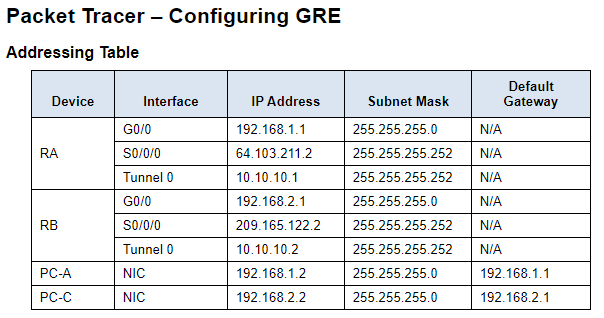 Packet Tracer – Configuring GRE
Addressing Table
Device Interface IP Address Subnet Mask Default Gateway
RA G0/0 192.168.1.1 255.255.255.0 N/A
S0/0/0 64.103.211.2 255.255.255.252 N/A
Tunnel 0 10.10.10.1 255.255.255.252 N/A
RB G0/0 192.168.2.1 255.255.255.0 N/A
S0/0/0 209.165.122.2 255.255.255.252 N/A
Tunnel 0 10.10.10.2 255.255.255.252 N/A
PC-A NIC 192.168.1.2 255.255.255.0 192.168.1.1
PC-C NIC 192.168.2.2 255.255.255.0 192.168.2.1